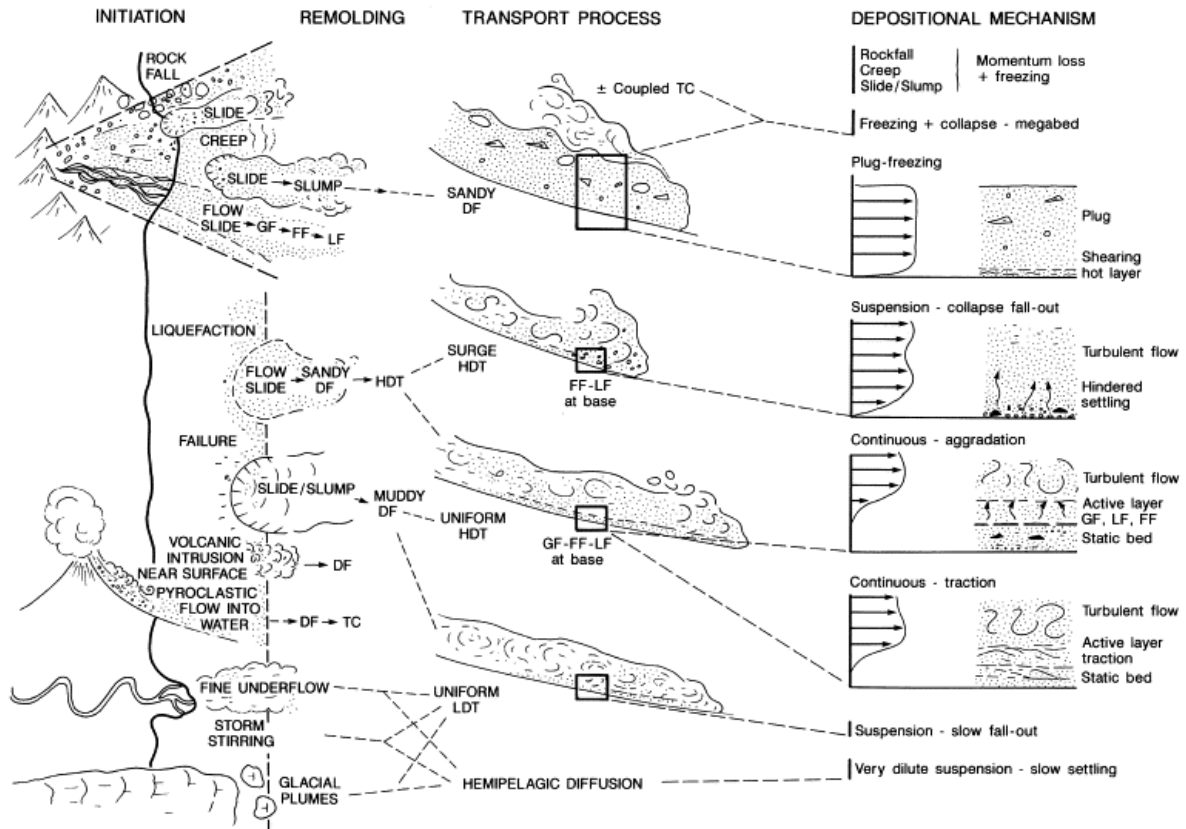 INITIATION
REMOLDING
TRANSPORT PROCESS
DEPOSITIONAL MECHANISM
ROCK
FALL
SLIDE
CREEP
SLIDE → SLUMP
FLOW
SLIDE → GF → FF → LF
SANDY
DF
± Coupled TC
Rockfall
Creep
Slide/Slump
Momentum loss
+ freezing
Freezing + collapse - megabed
Plug-freezing
Plug
Shearing
hot layer
LIQUEFACTION
FLOW
SLIDE
→ SANDY
DF
→ HDT
SURGE
HDT
FF-LF
at base
Suspension - collapse fall-out
Turbulent flow
Hindered
settling
FAILURE
SLIDE/SLUMP
→ MUDDY
DF
UNIFORM
HDT
GF-FF-LF
at base
Continuous - aggradation
Turbulent flow
Active layer
GF, LF, FF
Static bed
VOLCANIC
INTRUSION
NEAR SURFACE
→ DF
PYROCLASTIC
FLOW INTO
WATER
→ DF → TC
Continuous - traction
Turbulent flow
Active layer
traction
Static bed
FINE UNDERFLOW
STORM
STIRRING
GLACIAL
PLUMES
UNIFORM
LDT
HEMIPELAGIC DIFFUSION
Suspension - slow fall-out
Very dilute suspension - slow settling